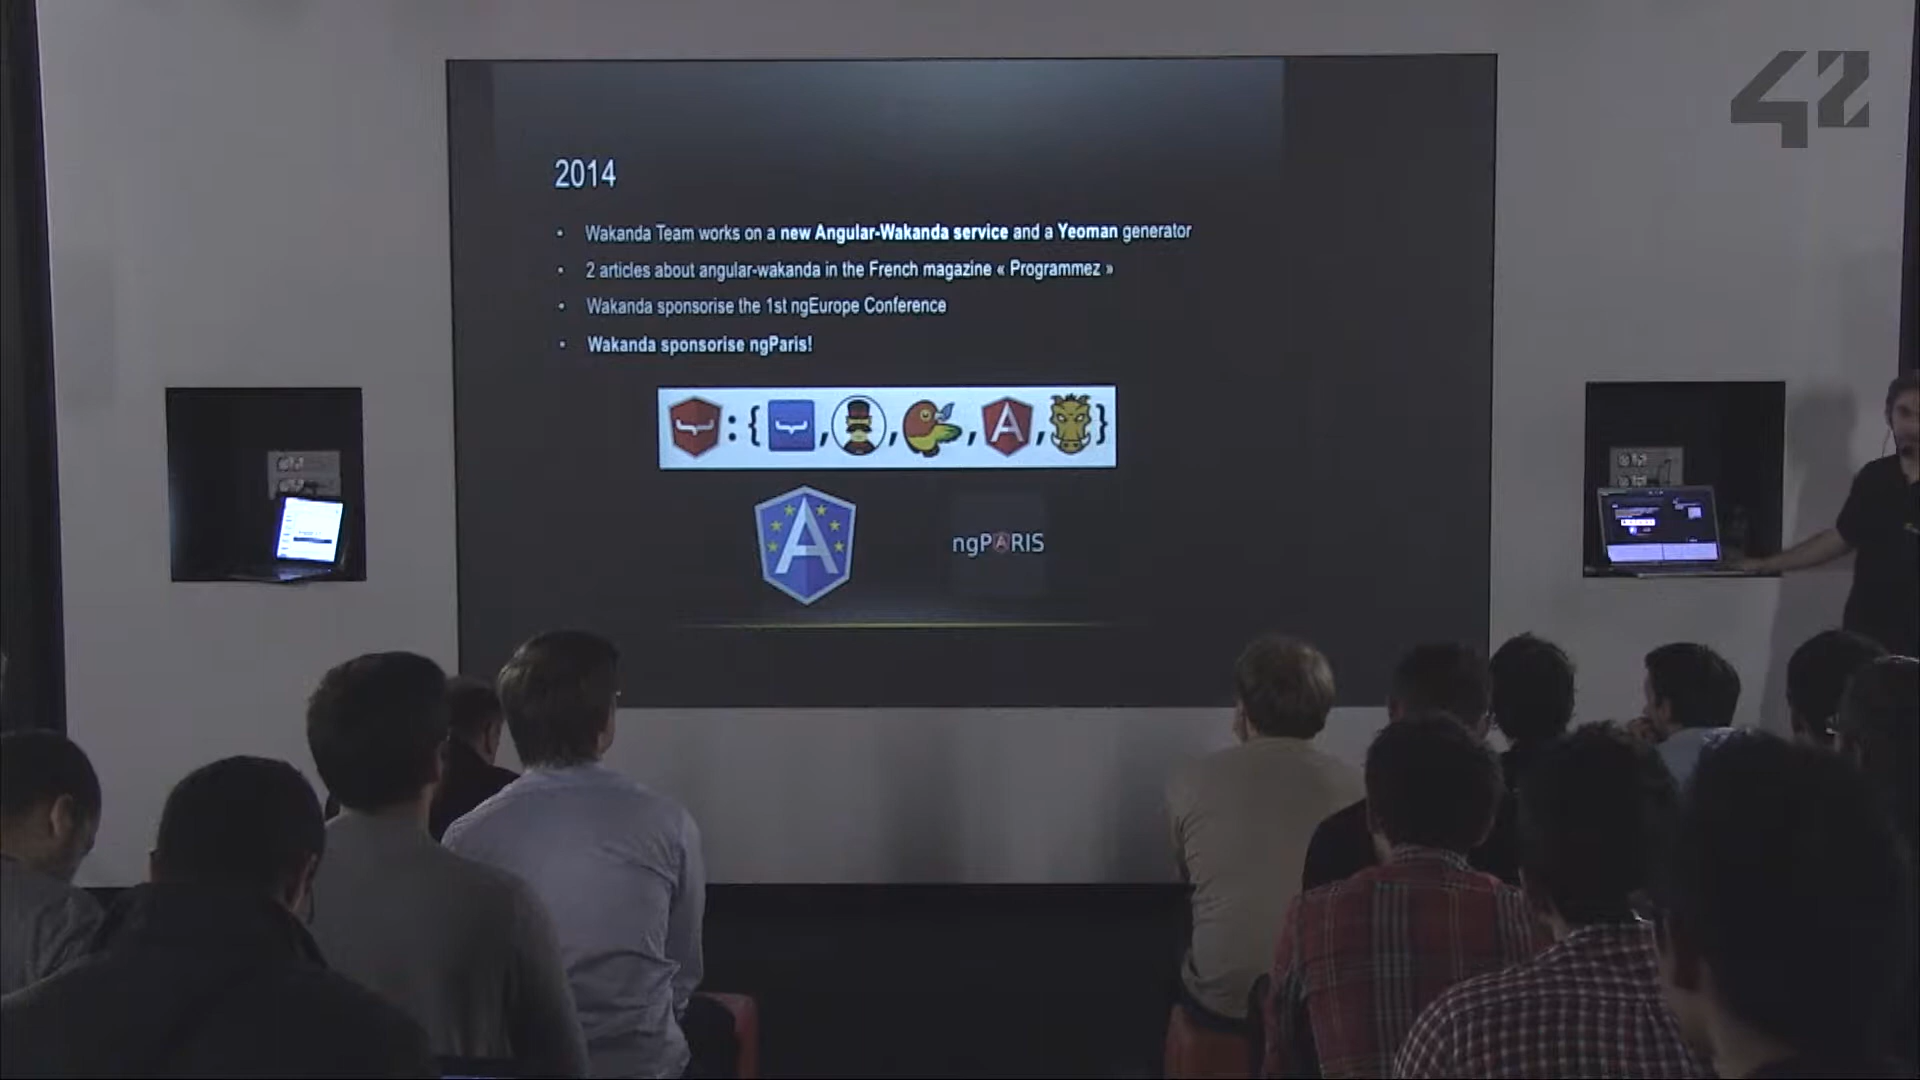 42
2014
• Wakanda Team works on a new Angular-Wakanda service and a Yeoman generator
• 2 articles about angular-wakanda in the French magazine « Programmez »
• Wakanda sponsorise the 1st ngEurope Conference
• Wakanda sponsorise ngParis!
:{ , , , A , }
A
ngPARIS